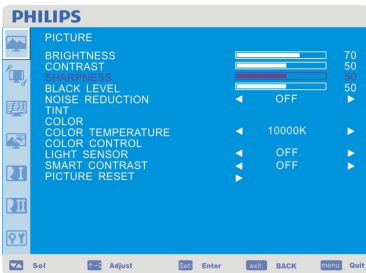 PHILIPS
PICTURE
BRIGHTNESS 70
CONTRAST 50
SHARPNESS 50
BLACK LEVEL 50
NOISE REDUCTION OFF
TINT
COLOR
COLOR TEMPERATURE 10000K
COLOR CONTROL
LIGHT SENSOR OFF
SMART CONTRAST OFF
PICTURE RESET
Sel +-> Adjust Set Enter exit: BACK menu: Quit